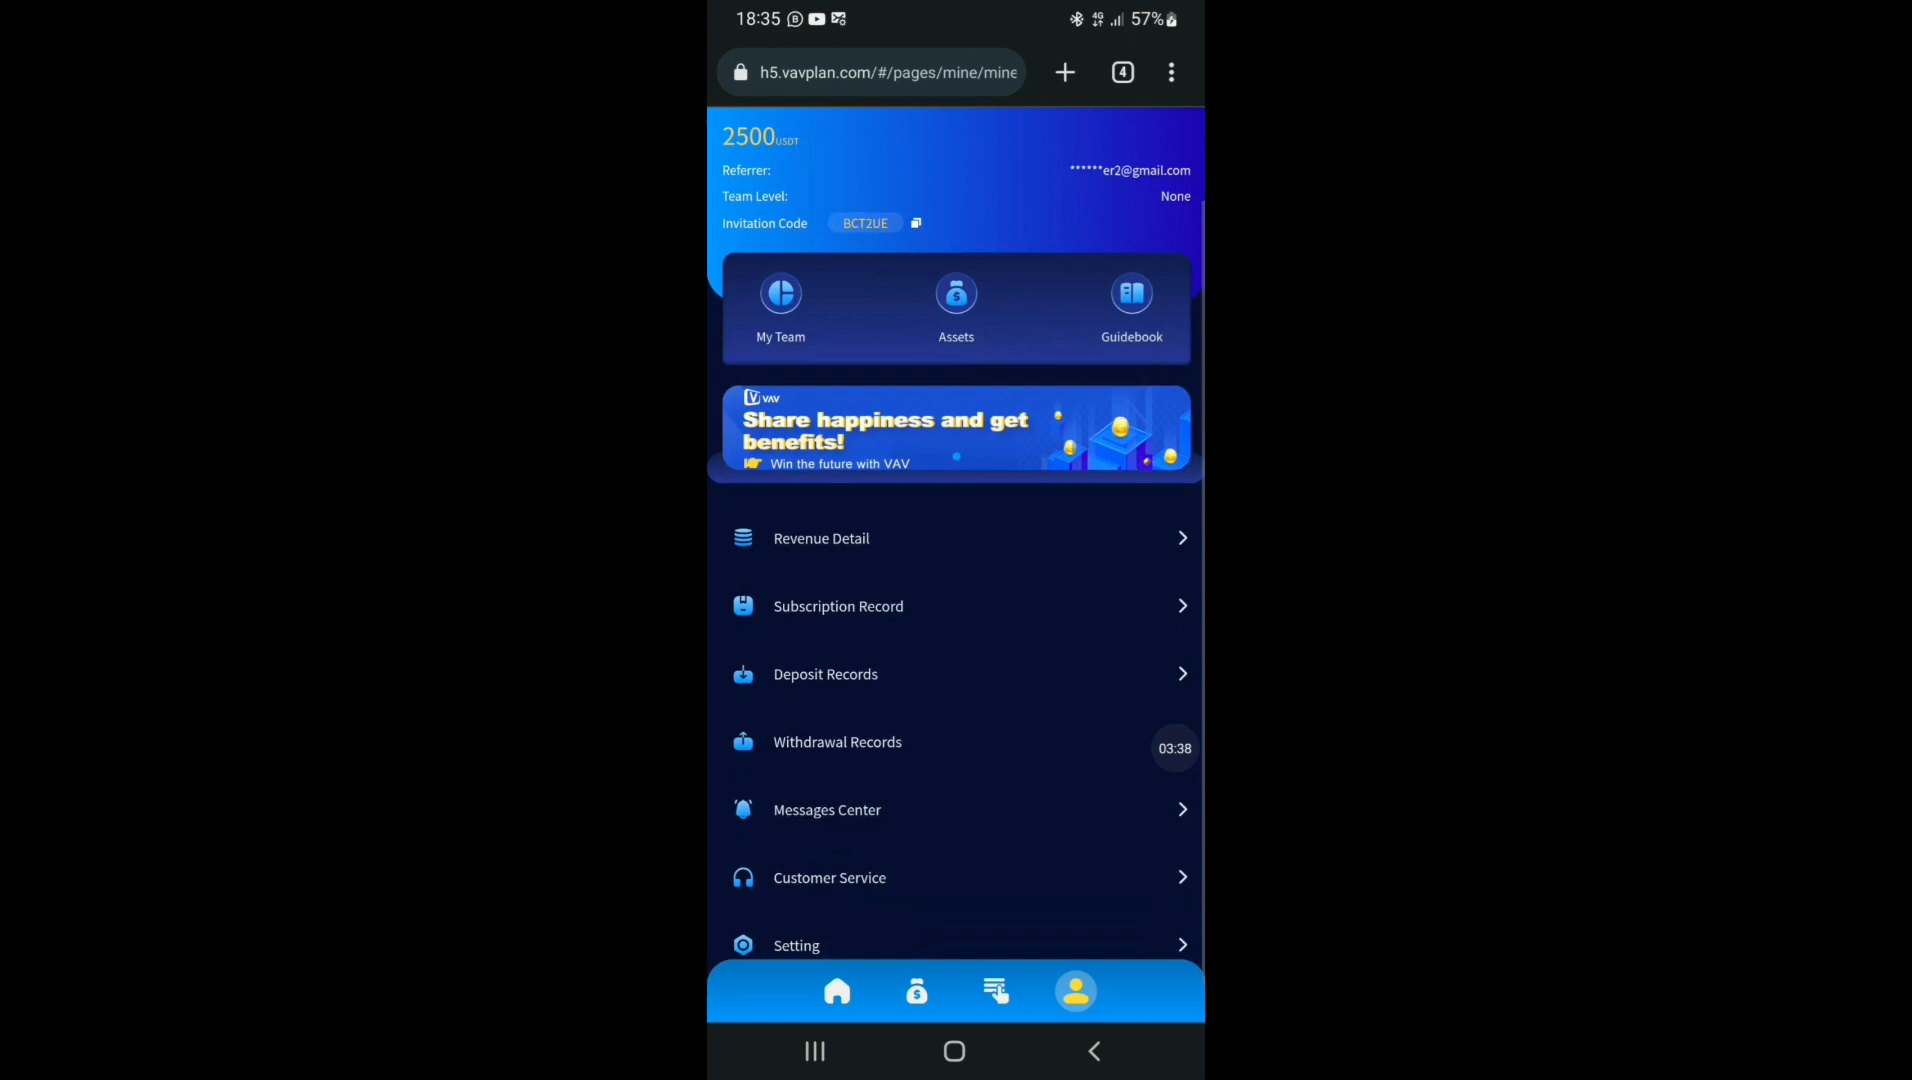 18:35
57%
h5.vavplan.com/#/pages/mine/mine
4
2500USDT
Referrer: ******er2@gmail.com
Team Level: None
Invitation Code BCT2UE
My Team Assets Guidebook
VAV
Share happiness and get
benefits!
Win the future with VAV
Revenue Detail
Subscription Record
Deposit Records
Withdrawal Records
03:38
Messages Center
Customer Service
Setting